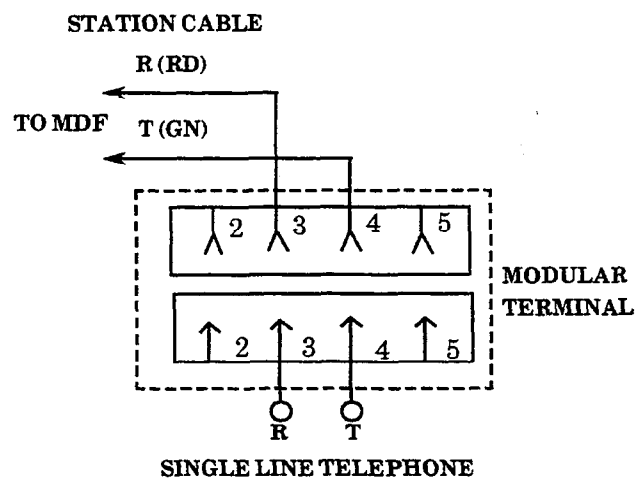 STATION CABLE
R (RD)
TO MDF T (GN)
2 3 4 5
MODULAR
TERMINAL
2 3 4 5
R T
SINGLE LINE TELEPHONE